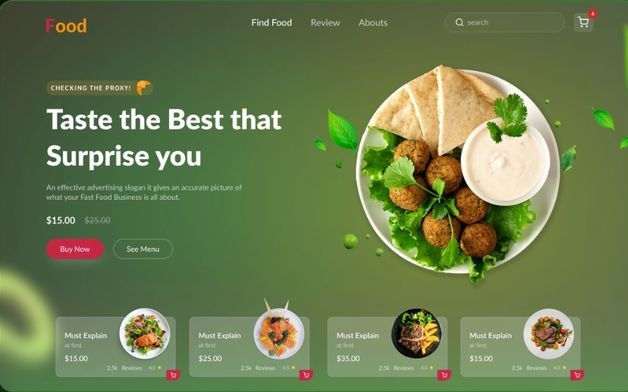 Food
Find Food Review Abouts
search
4
CHECKING THE PROXY!
Taste the Best that
Surprise you
An effective advertising slogan it gives an accurate picture of
what your Fast Food Business is all about.
$15.00 $25.00
Buy Now See Menu
Must Explain
at first
$15.00
2.5k Reviews 4.5
Must Explain
at first
$25.00
2.5k Reviews 4.5
Must Explain
at first
$35.00
2.5k Reviews 4.5
Must Explain
at first
$15.00
2.5k Reviews 4.5